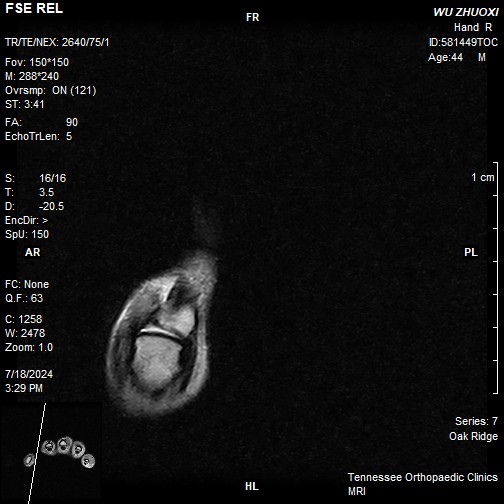 FSE REL
WU ZHUOXI
FR
Hand R
TR/TE/NEX: 2640/75/1
ID:581449TOC
Age:44 M
Fov: 150*150
M: 288*240
Ovrsmp: ON (121)
ST: 3:41
FA: 90
EchoTrLen: 5
S: 16/16
T: 3.5
D: -20.5
EncDir: >
SpU: 150
1 cm
AR
PL
FC: None
Q.F.: 63
C: 1258
W: 2478
Zoom: 1.0
7/18/2024
3:29 PM
Series: 7
Oak Ridge
HL
Tennessee Orthopaedic Clinics
MRI